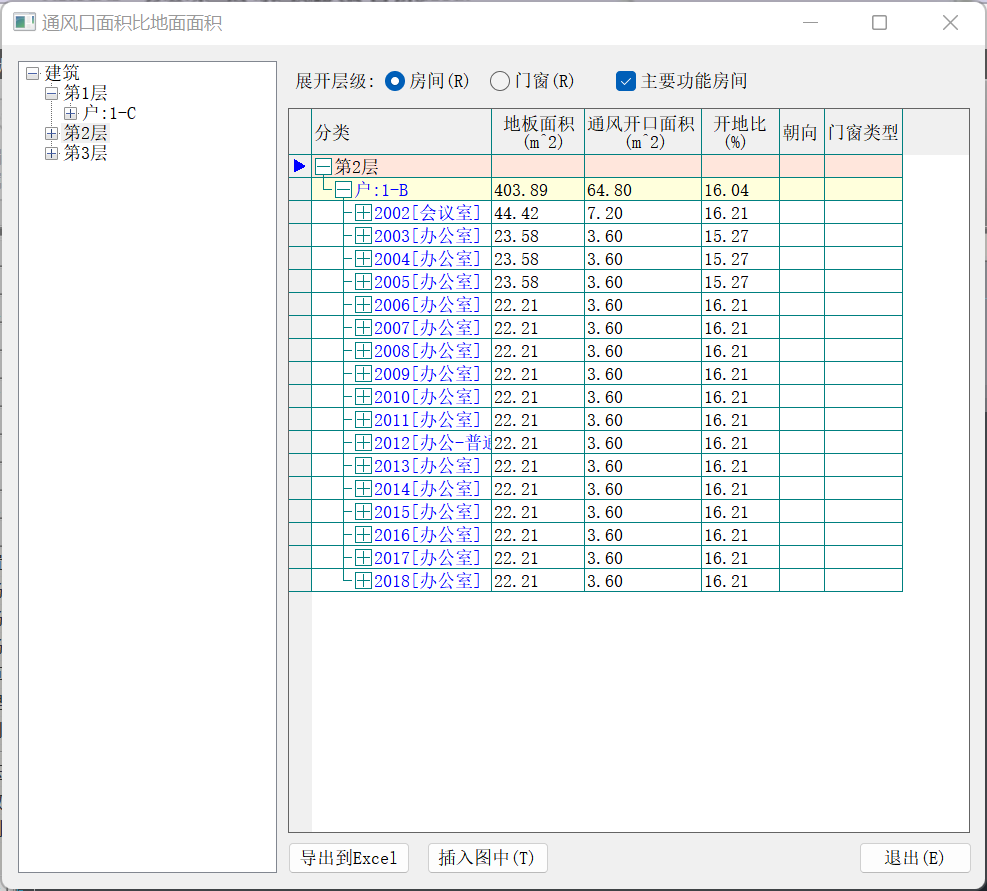 通风口面积比地面面积
建筑
第1层
户:1-C
第2层
第3层
展开层级: 房间(R) 门窗(R) 主要功能房间
分类 地板面积(m^2) 通风开口面积(m^2) 开地比(%) 朝向 门窗类型
第2层
户:1-B 403.89 64.80 16.04
2002[会议室] 44.42 7.20 16.21
2003[办公室] 23.58 3.60 15.27
2004[办公室] 23.58 3.60 15.27
2005[办公室] 23.58 3.60 15.27
2006[办公室] 22.21 3.60 16.21
2007[办公室] 22.21 3.60 16.21
2008[办公室] 22.21 3.60 16.21
2009[办公室] 22.21 3.60 16.21
2010[办公室] 22.21 3.60 16.21
2011[办公室] 22.21 3.60 16.21
2012[办公-普通 22.21 3.60 16.21
2013[办公室] 22.21 3.60 16.21
2014[办公室] 22.21 3.60 16.21
2015[办公室] 22.21 3.60 16.21
2016[办公室] 22.21 3.60 16.21
2017[办公室] 22.21 3.60 16.21
2018[办公室] 22.21 3.60 16.21
导出到Excel 插入图中(T) 退出(E)